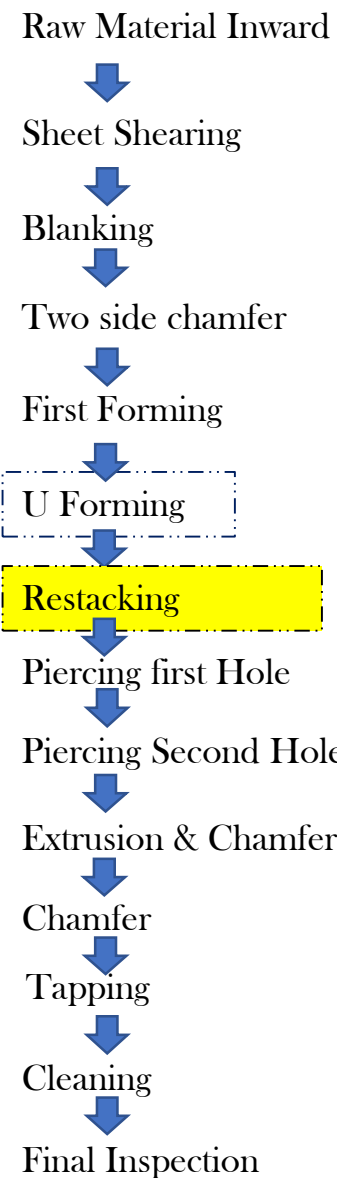 Raw Material Inward
Sheet Shearing
Blanking
Two side chamfer
First Forming
U Forming
Restacking
Piercing first Hole
Piercing Second Hole
Extrusion & Chamfer
Chamfer
Tapping
Cleaning
Final Inspection